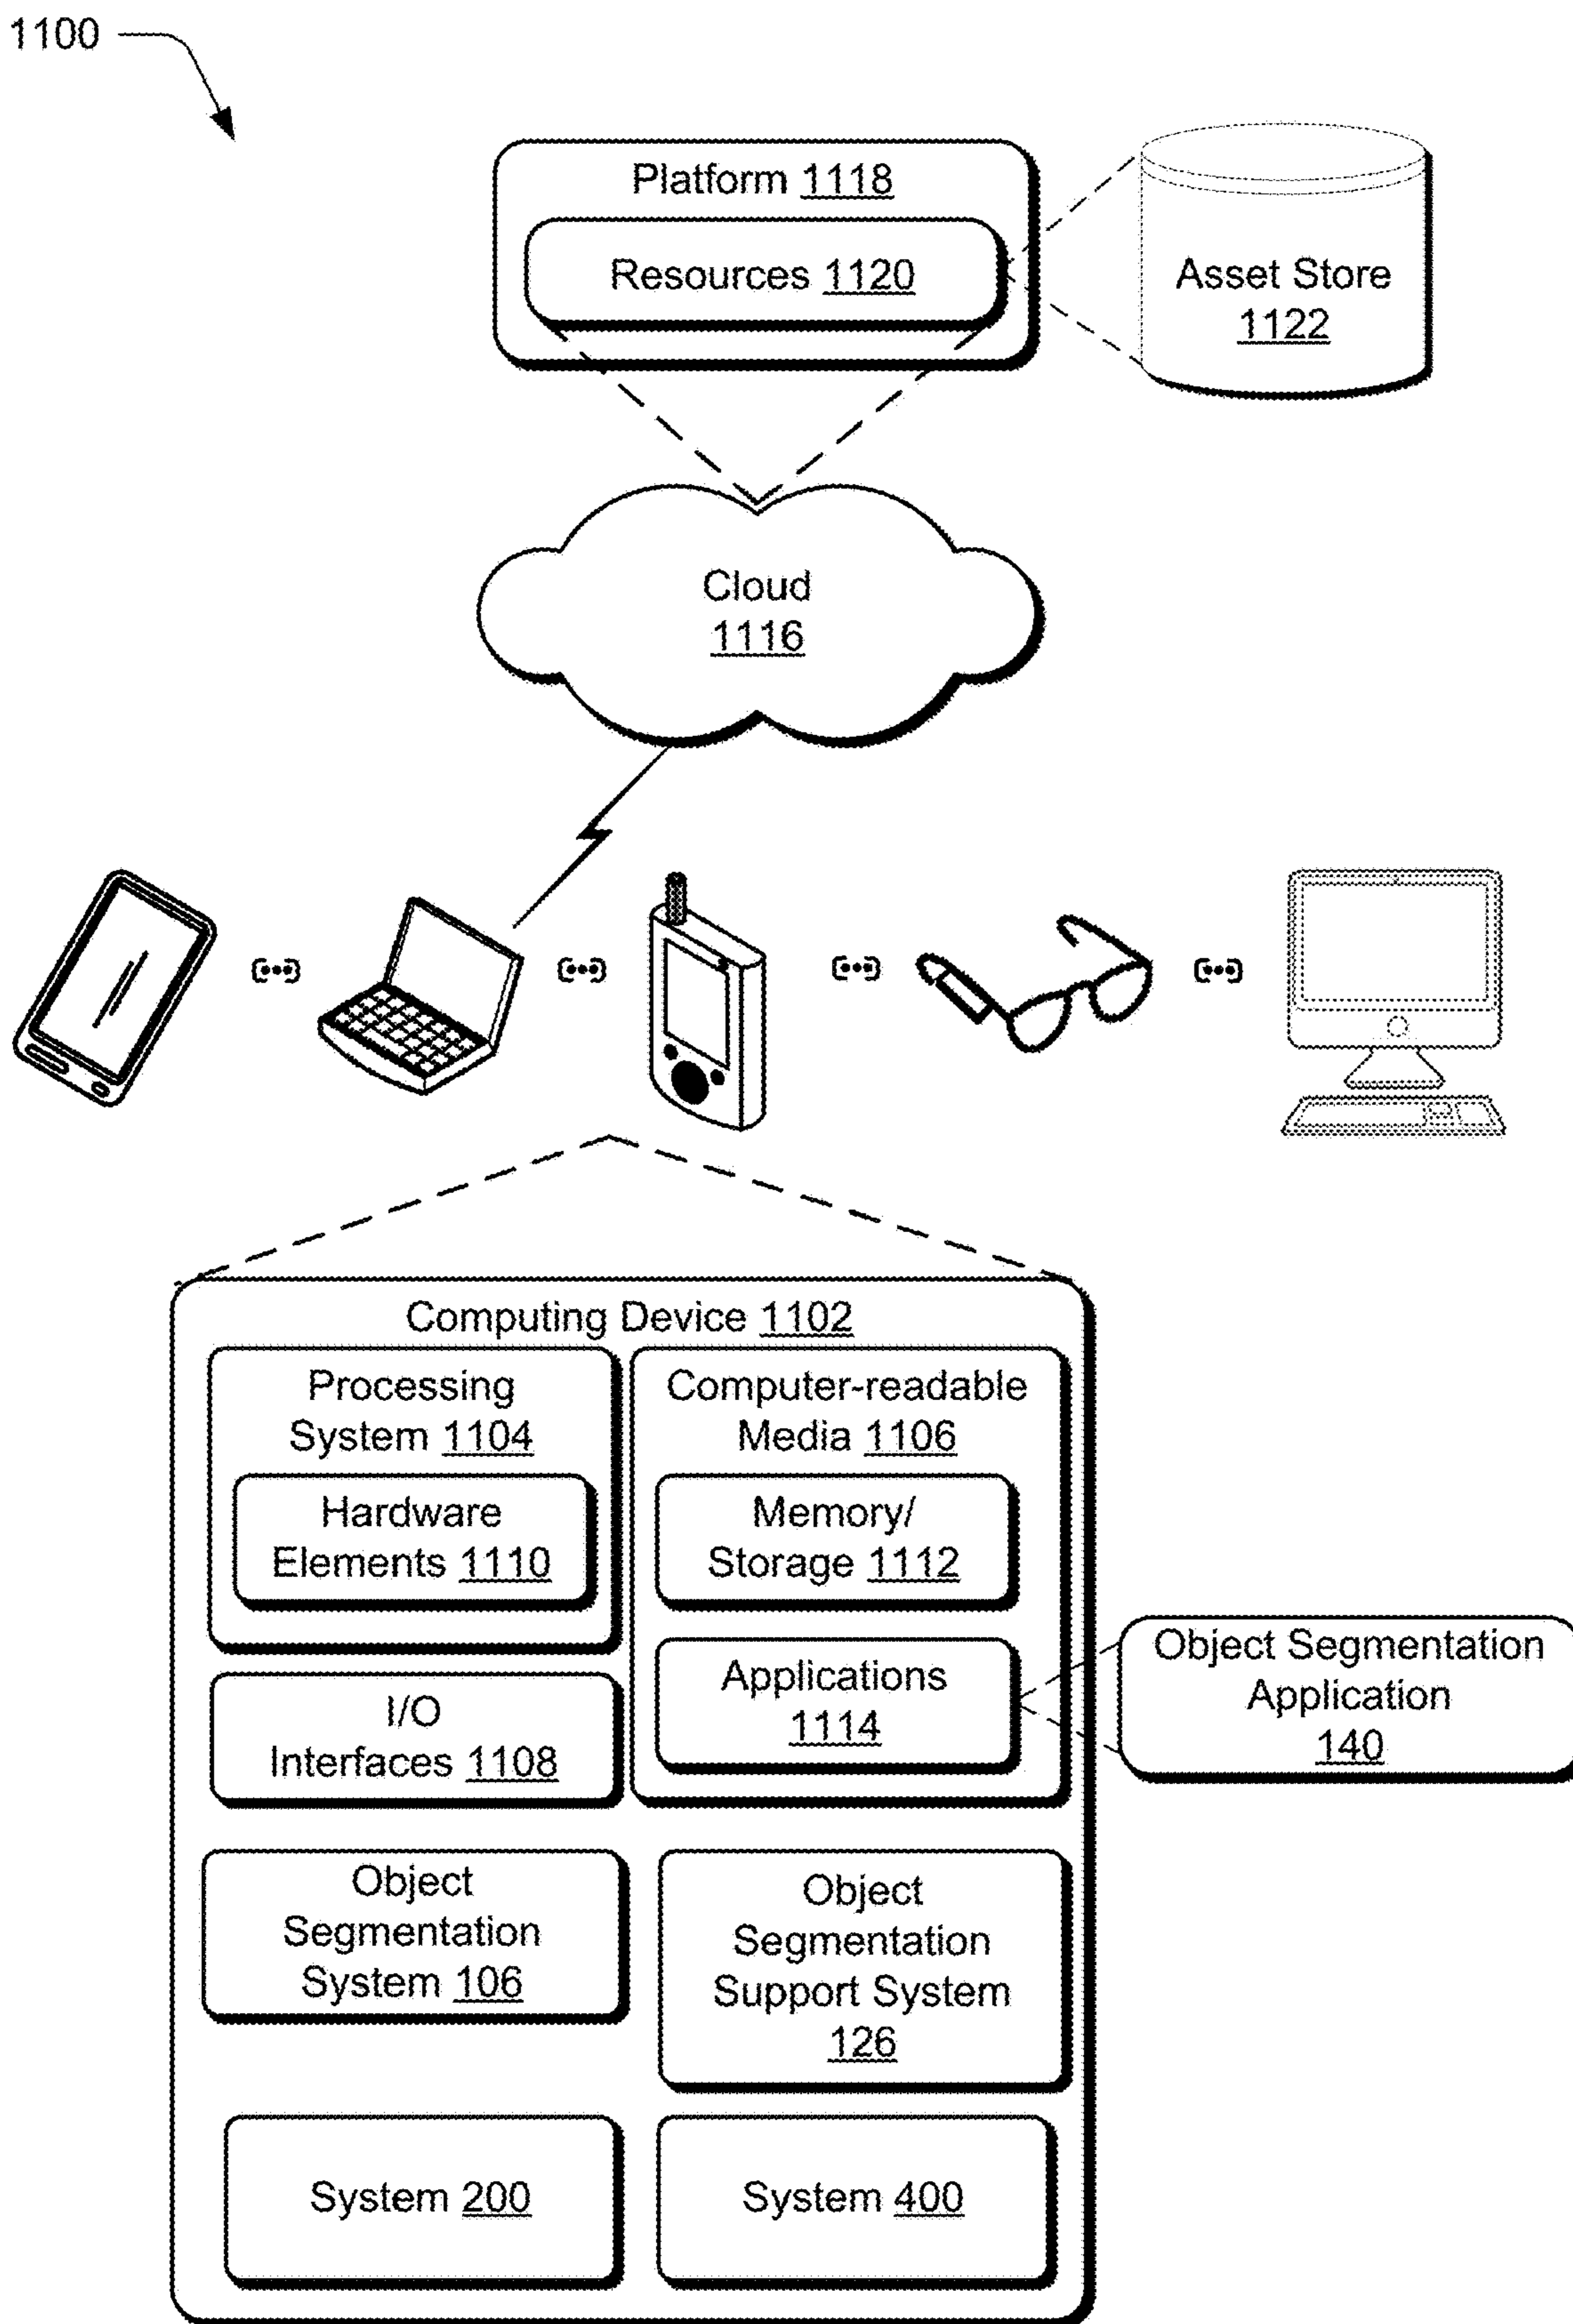 1100
Platform 1118
Resources 1120
Asset Store
1122
Cloud
1116
Computing Device 1102
Processing
System 1104
Hardware
Elements 1110
I/O
Interfaces 1108
Computer-readable
Media 1106
Memory/
Storage 1112
Applications
1114
Object Segmentation
Application
140
Object
Segmentation
System 106
Object
Segmentation
Support System
126
System 200
System 400